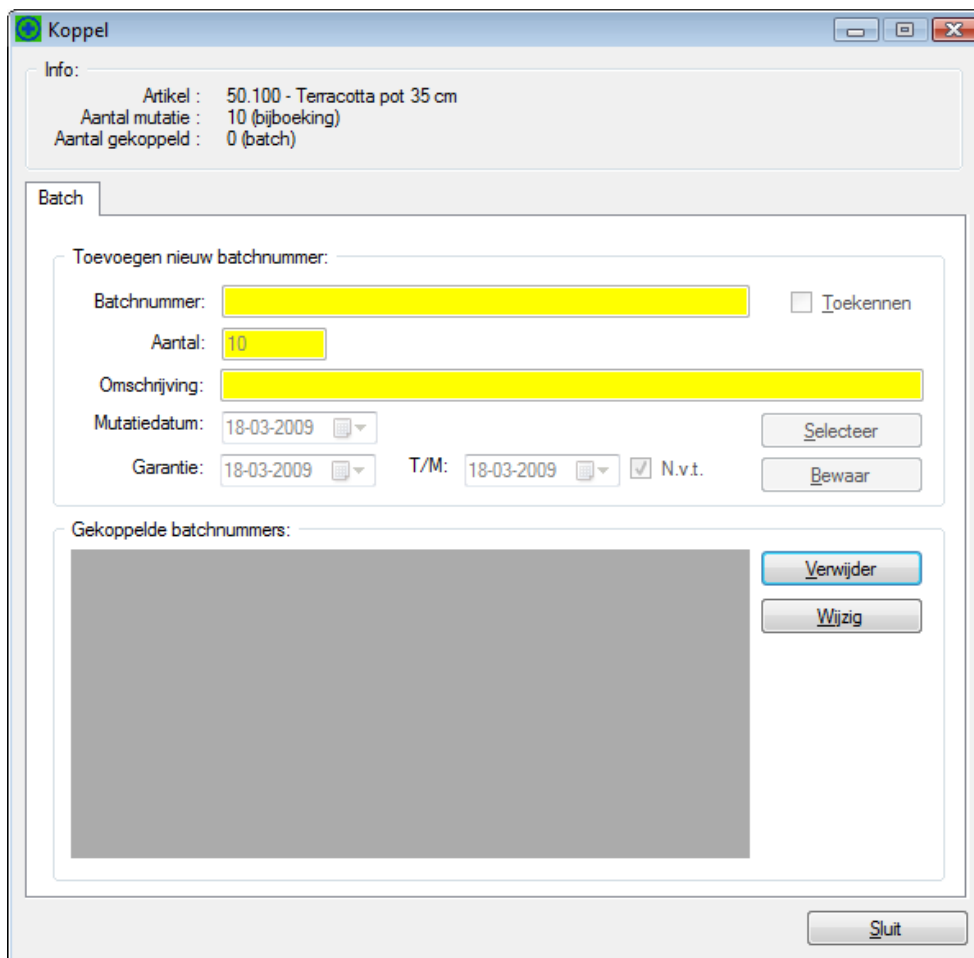 Koppel
Info:
Artikel : 50.100 - Terracotta pot 35 cm
Aantal mutatie : 10 (bijboeking)
Aantal gekoppeld : 0 (batch)
Batch
Toevoegen nieuw batchnummer:
Batchnummer: Toekennen
Aantal: 10
Omschrijving:
Mutatiedatum: 18-03-2009 Selecteer
Garantie: 18-03-2009 T/M: 18-03-2009 N.v.t. Bewaar
Gekoppelde batchnummers:
Verwijder
Wijzig
Sluit